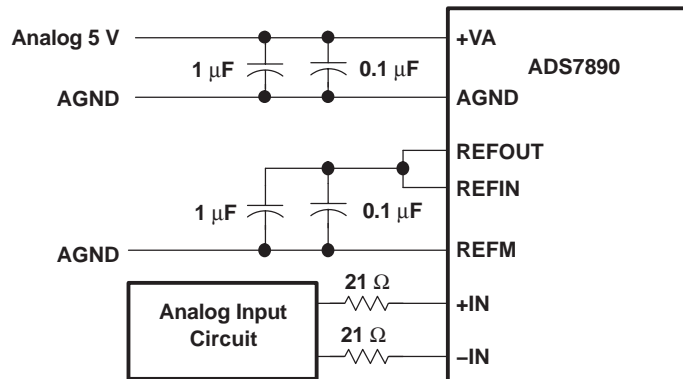 Analog 5 V
+VA
1 μF
0.1 μF
ADS7890
AGND
AGND
REFOUT
REFIN
1 μF
0.1 μF
AGND
REFM
21 Ω
+IN
Analog Input
Circuit
21 Ω
−IN